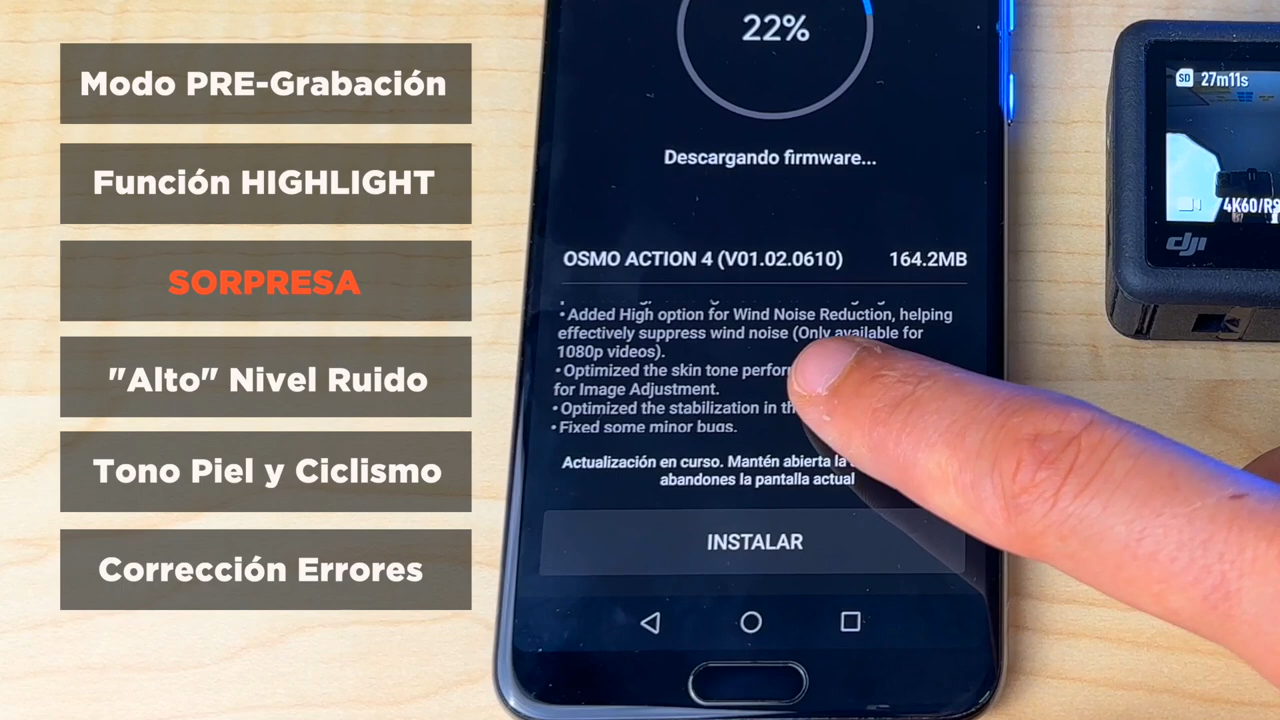 Modo PRE-Grabación
Función HIGHLIGHT
SORPRESA
"Alto" Nivel Ruido
Tono Piel y Ciclismo
Corrección Errores
22%
Descargando firmware...
OSMO ACTION 4 (V01.02.0610) 164.2MB
• Added High option for Wind Noise Reduction, helping
effectively suppress wind noise (Only available for
1080p videos).
• Optimized the skin tone
for Image Adjustment.
• Optimized the stabilization in
• Fixed some minor bugs.
Actualización en curso. Mantén abierta la
abandones la pantalla actual
INSTALAR
SD 27m11s
4K60/
dji